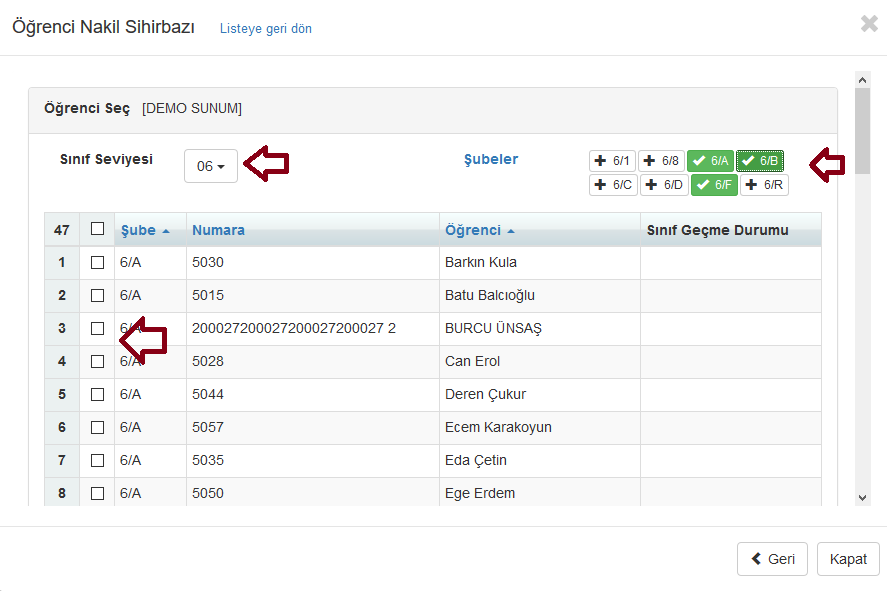 Öğrenci Nakil Sihirbazı Listeye geri dön
Öğrenci Seç [DEMO SUNUM]
Sınıf Seviyesi 06 Şubeler 6/1 6/8 6/A 6/B
6/C 6/D 6/F 6/R
47 Şube Numara Öğrenci Sınıf Geçme Durumu
1 6/A 5030 Barkın Kula
2 6/A 5015 Batu Balcıoğlu
3 6/A 200027200027200027200027 2 BURCU ÜNSAŞ
4 6/A 5028 Can Erol
5 6/A 5044 Deren Çukur
6 6/A 5057 Ecem Karakoyun
7 6/A 5035 Eda Çetin
8 6/A 5050 Ege Erdem
Geri Kapat